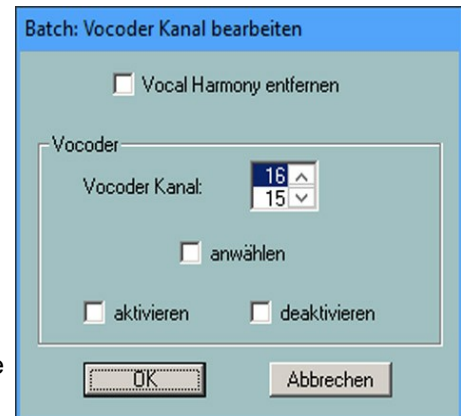 Batch: Vocoder Kanal bearbeiten
Vocal Harmony entfernen
Vocoder
Vocoder Kanal:
16
15
anwählen
aktivieren deaktivieren
e
OK Abbrechen